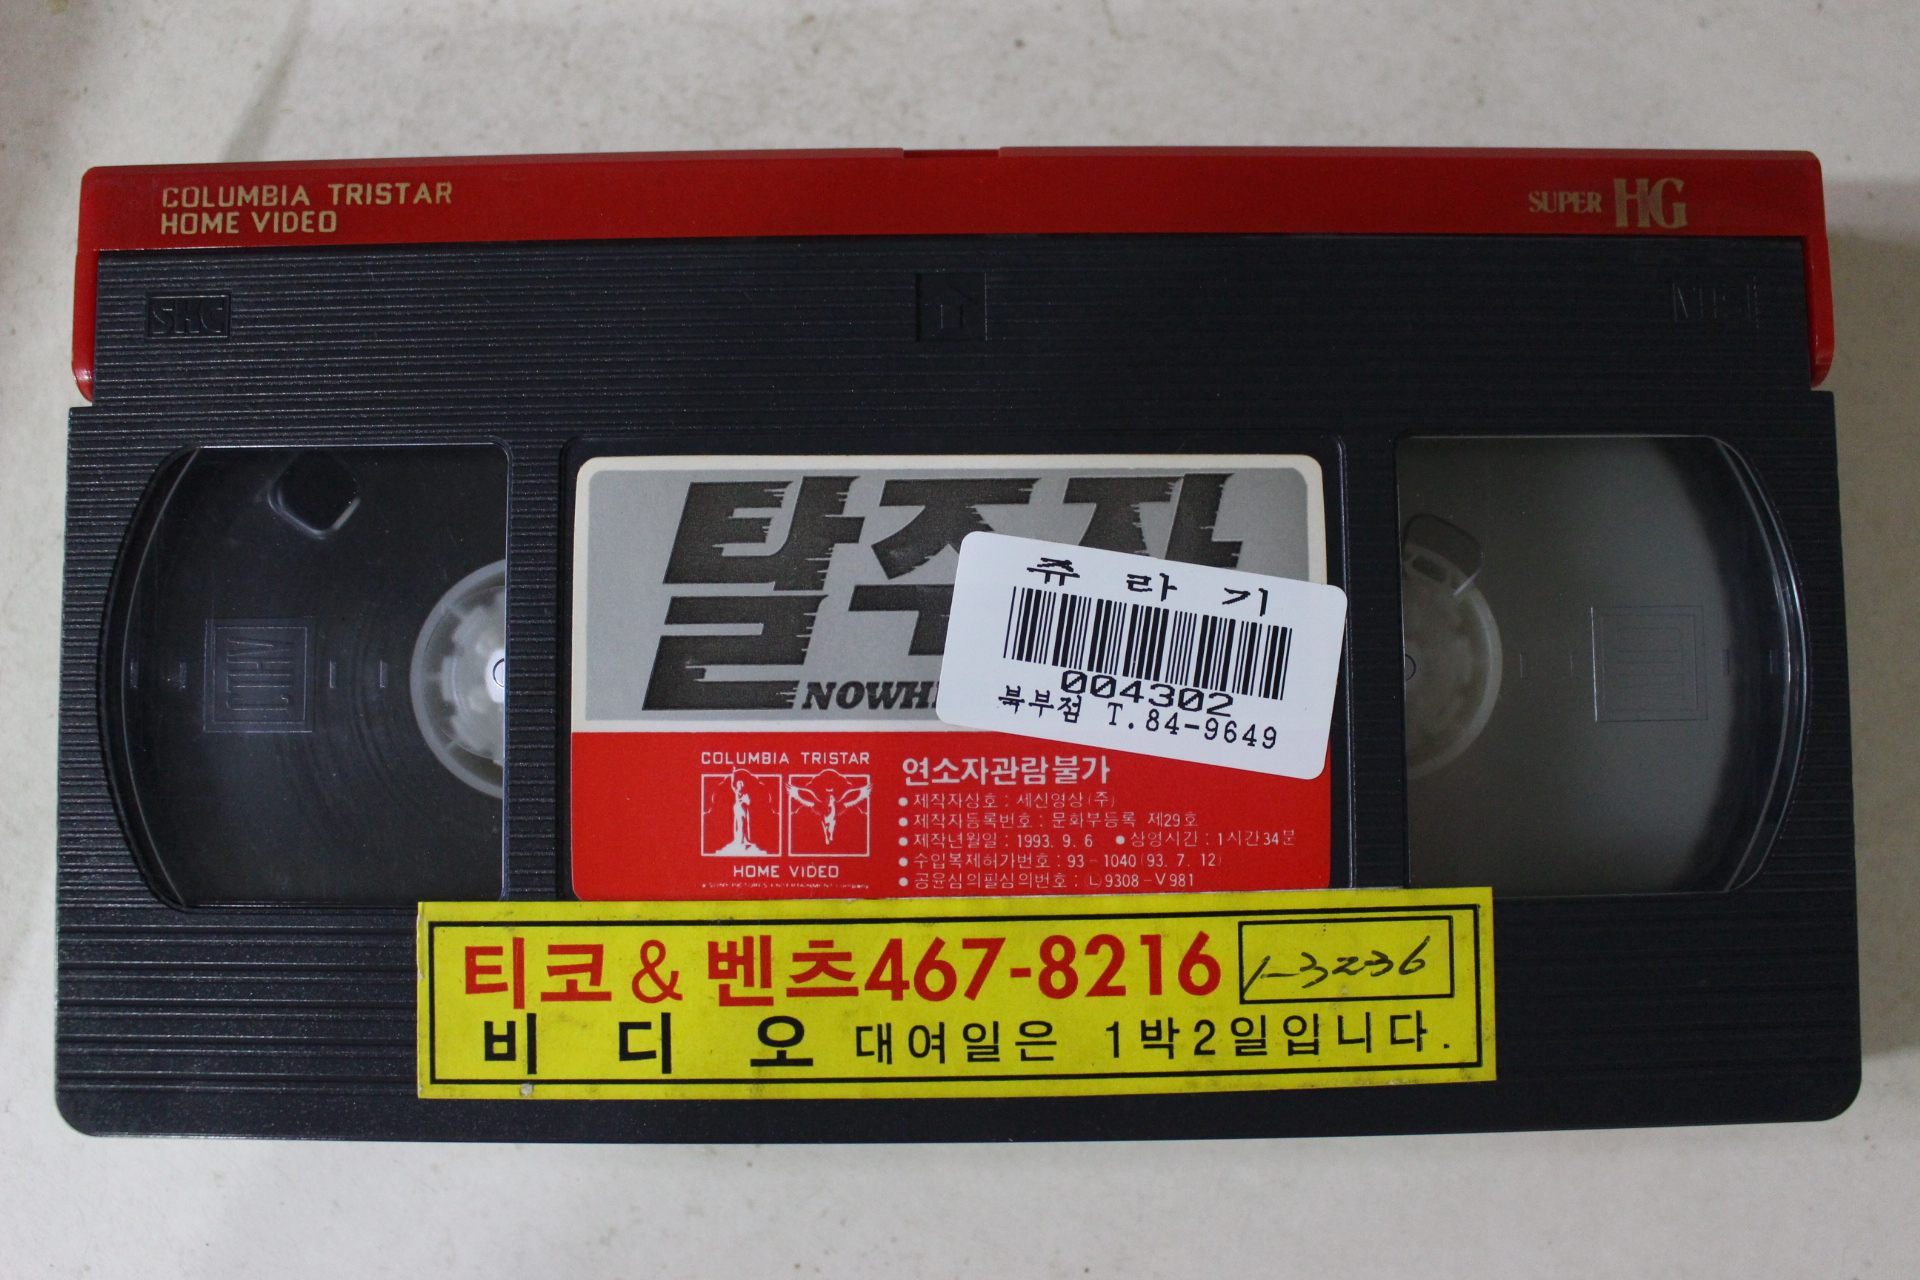 COLUMBIA TRISTAR
HOME VIDEO
SUPER HG
탈주자
쥬 라 기
004302
북부점 T.84-9649
COLUMBIA TRISTAR
HOME VIDEO
연소자관람불가
● 제작자상호 : 세신영상(주)
● 제작자등록번호 : 문화부등록 제29호
● 제작년월일 : 1993. 9. 6 ● 상영시간 : 1시간34분
● 수입복제허가번호 : 93-1040(93. 7. 12)
● 공윤심의필심의번호 : ㉡9308-V981
티코 & 벤츠 467-8216 1-3236
비 디 오 대여일은 1박2일입니다.